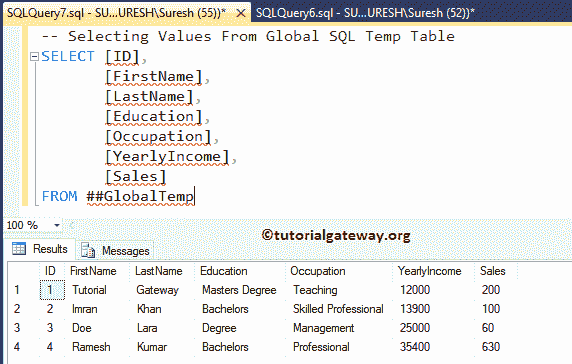 SQLQuery7.sql - SU...URESH\Suresh (55))* SQLQuery6.sql - SU...URESH\Suresh (52))*
-- Selecting Values From Global SQL Temp Table
SELECT [ID],
[FirstName],
[LastName],
[Education],
[Occupation],
[YearlyIncome],
[Sales]
FROM ##GlobalTemp
100 %
©tutorialgateway.org
Results Messages
ID FirstName LastName Education Occupation YearlyIncome Sales
1 1 Tutorial Gateway Masters Degree Teaching 12000 200
2 2 Imran Khan Bachelors Skilled Professional 13900 100
3 3 Doe Lara Degree Management 25000 60
4 4 Ramesh Kumar Bachelors Professional 35400 630